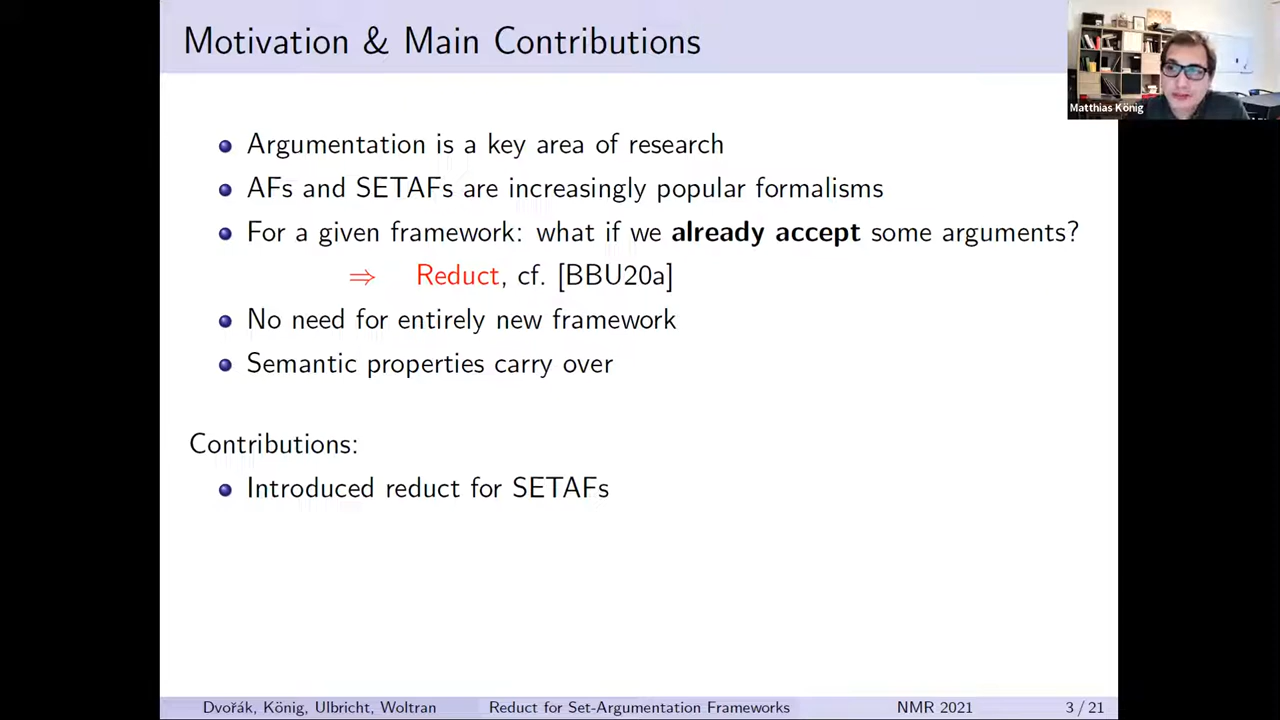 Motivation & Main Contributions
Matthias König
Argumentation is a key area of research
AFs and SETAFs are increasingly popular formalisms
For a given framework: what if we already accept some arguments?
⇒ Reduct, cf. [BBU20a]
No need for entirely new framework
Semantic properties carry over
Contributions:
Introduced reduct for SETAFs
Dvořák, König, Ulbricht, Woltran Reduct for Set-Argumentation Frameworks NMR 2021 3 / 21